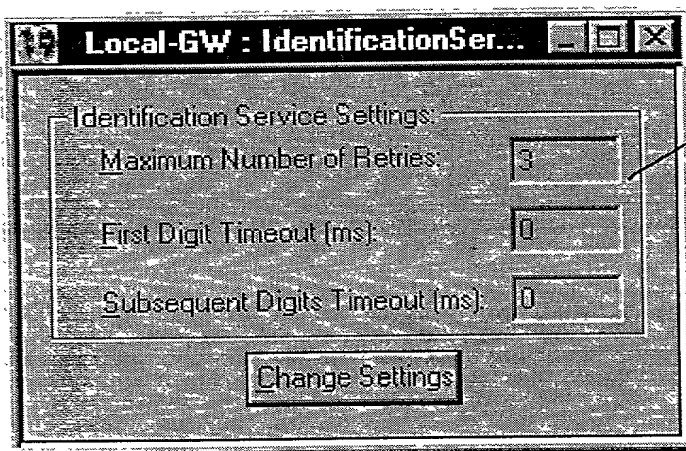 Local-GW : IdentificationSer...
Identification Service Settings:
Maximum Number of Retries: 3
First Digit Timeout (ms): 0
Subsequent Digits Timeout (ms): 0
Change Settings